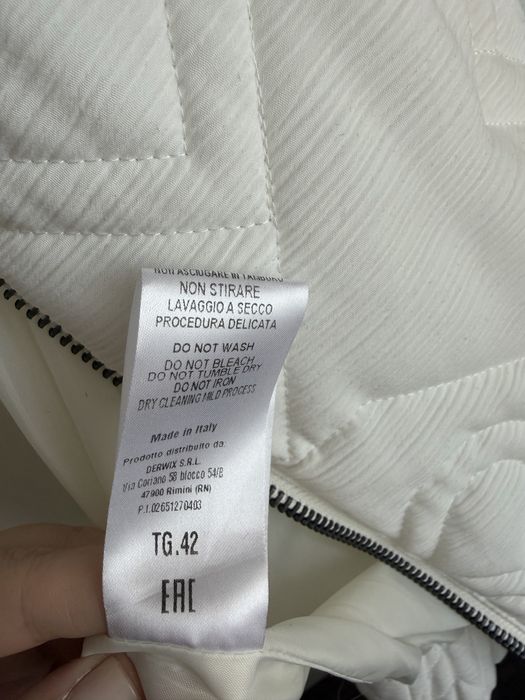 NON ASCIUGARE IN TAMBURO
NON STIRARE
LAVAGGIO A SECCO
PROCEDURA DELICATA
DO NOT WASH
DO NOT BLEACH
DO NOT TUMBLE DRY
DO NOT IRON
DRY CLEANING MILD PROCESS
Made in Italy
Prodotto distribuito da:
DERWIX S.R.L.
Via Coriano 58 blocco 54/B
47900 Rimini (RN)
P.I.02651270403
TG.42
EAC